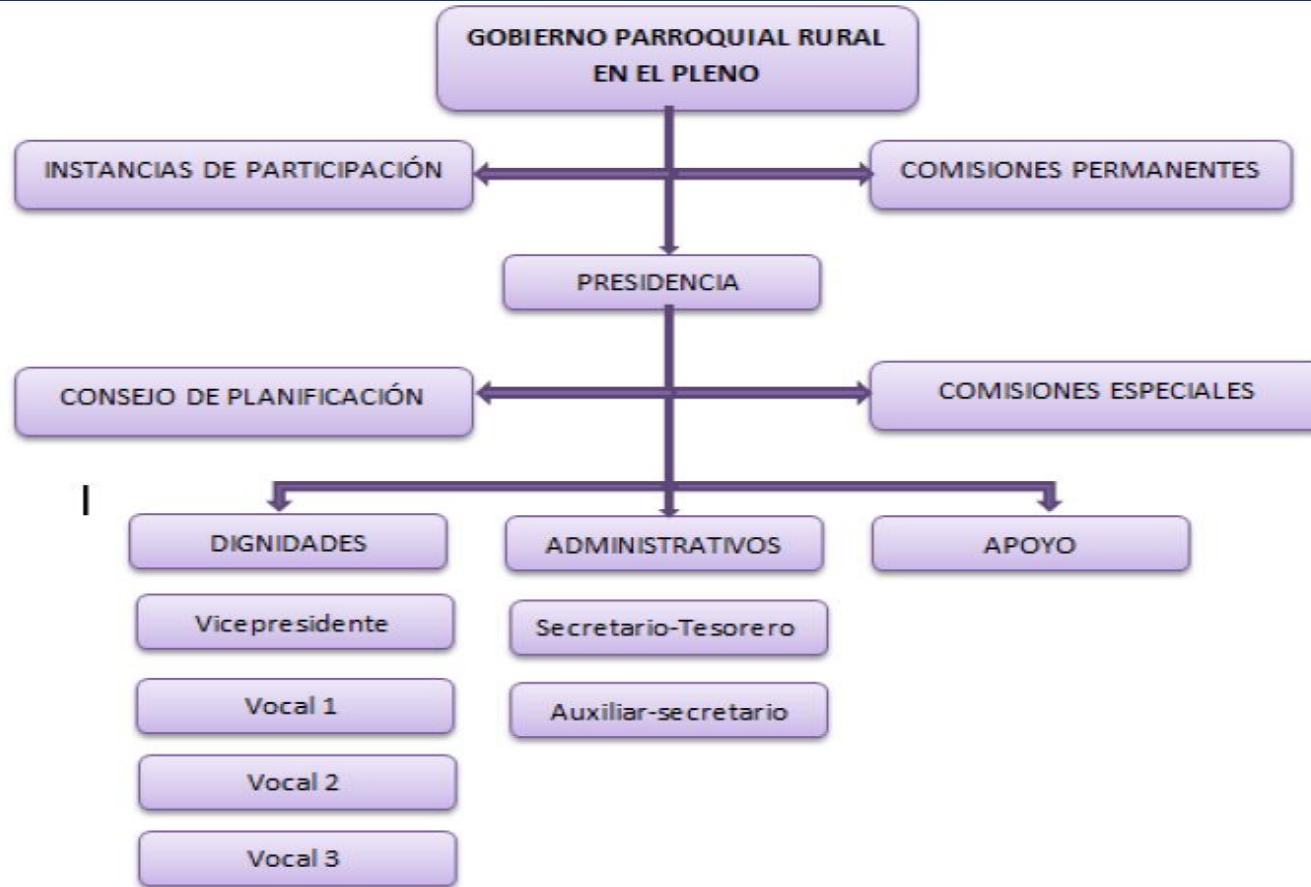 GOBIERNO PARROQUIAL RURAL
EN EL PLENO
INSTANCIAS DE PARTICIPACIÓN
COMISIONES PERMANENTES
PRESIDENCIA
CONSEJO DE PLANIFICACIÓN
COMISIONES ESPECIALES
I
DIGNIDADES
ADMINISTRATIVOS
APOYO
Vicepresidente
Secretario-Tesorero
Vocal 1
Auxiliar-secretario
Vocal 2
Vocal 3